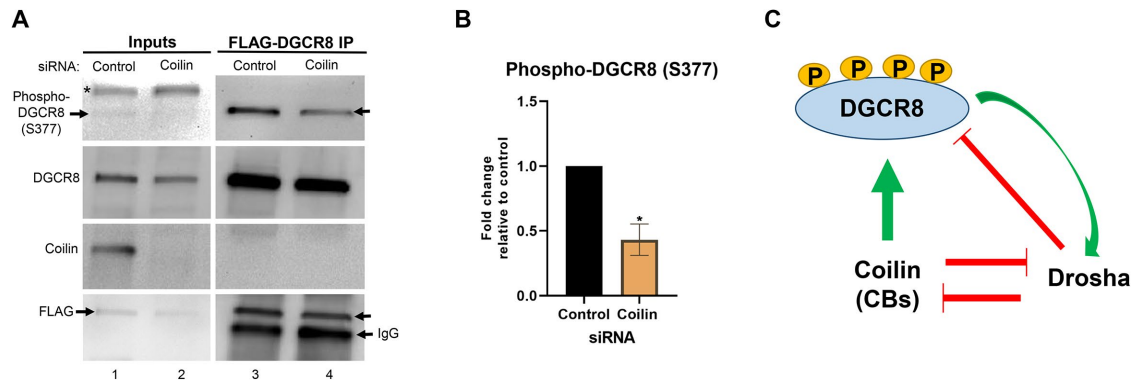 A
Inputs
FLAG-DGCR8 IP
siRNA: Control Coilin Control Coilin
*
Phospho-
DGCR8
(S377)
DGCR8
Coilin
FLAG
IgG
1 2 3 4
B
Phospho-DGCR8 (S377)
Fold change
relative to control
1.5
1.0
0.5
0.0
*
Control Coilin
siRNA
C
P P P P
DGCR8
Coilin
(CBs)
Drosha